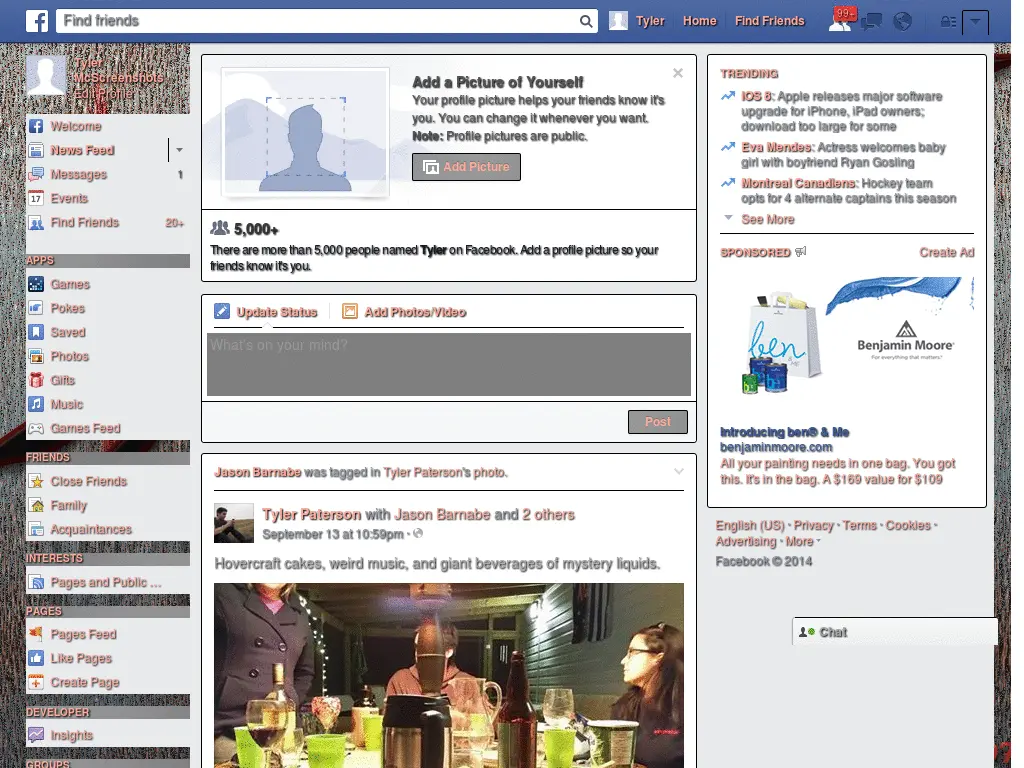 Find friends
Tyler
Home
Find Friends
99+
Tyler
McScreenshots
Edit Profile
Welcome
News Feed
Messages
1
17
Events
Find Friends
20+
APPS
Games
Pokes
Saved
Photos
Gifts
Music
Games Feed
FRIENDS
Close Friends
Family
Acquaintances
INTERESTS
Pages and Public ...
PAGES
Pages Feed
Like Pages
Create Page
DEVELOPER
Insights
GROUPS
Add a Picture of Yourself
Your profile picture helps your friends know it's
you. You can change it whenever you want.
Note: Profile pictures are public.
Add Picture
5,000+
There are more than 5,000 people named Tyler on Facebook. Add a profile picture so your
friends know it's you.
Update Status
Add Photos/Video
What's on your mind?
Post
Jason Barnabe was tagged in Tyler Paterson's photo.
Tyler Paterson with Jason Barnabe and 2 others
September 13 at 10:59pm ·
Hovercraft cakes, weird music, and giant beverages of mystery liquids.
TRENDING
iOS 8: Apple releases major software
upgrade for iPhone, iPad owners;
download too large for some
Eva Mendes: Actress welcomes baby
girl with boyfriend Ryan Gosling
Montreal Canadiens: Hockey team
opts for 4 alternate captains this season
See More
SPONSORED
Create Ad
ben
Benjamin Moore
For everything that matters.
Introducing ben® & Me
benjaminmoore.com
All your painting needs in one bag. You got
this. It's in the bag. A $169 value for $109
English (US) · Privacy · Terms · Cookies ·
Advertising · More
Facebook © 2014
Chat